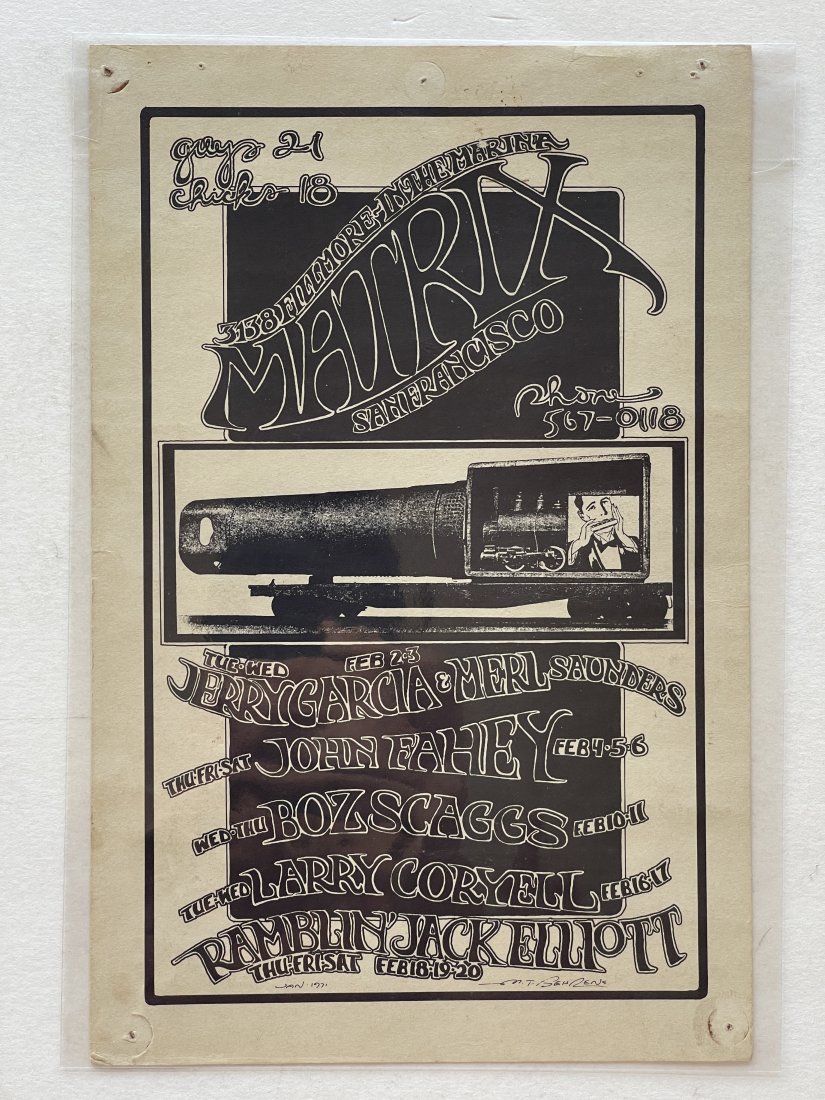 guys 21
chicks 18
3138 FILLMORE-IN THE MARINA
MATRIX
SAN FRANCISCO
phone
567-0118
TUE·WED FEB 2·3
JERRY GARCIA & MERL SAUNDERS
THU·FRI·SAT JOHN FAHEY FEB 4·5·6
WED·THU BOZ SCAGGS FEB 10·11
TUE·WED LARRY CORYELL FEB 16·17
RAMBLIN' JACK ELLIOTT
THU·FRI·SAT FEB 18·19·20
JAN·1971 M.T. BEHRENS